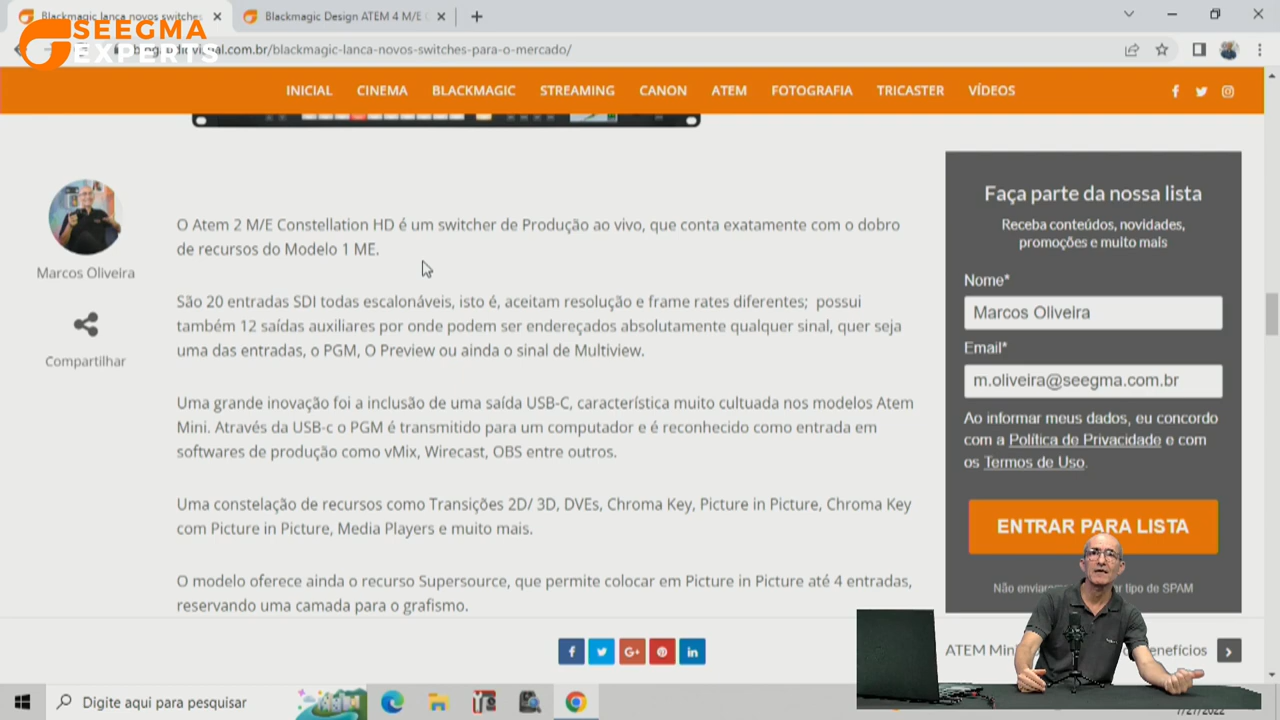 Blackmagic lança novos switches
Blackmagic Design ATEM 4 M/E C
SEEGMA
EXPERTS
visual.com.br/blackmagic-lanca-novos-switches-para-o-mercado/
INICIAL CINEMA BLACKMAGIC STREAMING CANON ATEM FOTOGRAFIA TRICASTER VÍDEOS
Marcos Oliveira
Compartilhar
O Atem 2 M/E Constellation HD é um switcher de Produção ao vivo, que conta exatamente com o dobro
de recursos do Modelo 1 ME.
São 20 entradas SDI todas escalonáveis, isto é, aceitam resolução e frame rates diferentes; possui
também 12 saídas auxiliares por onde podem ser endereçados absolutamente qualquer sinal, quer seja
uma das entradas, o PGM, O Preview ou ainda o sinal de Multiview.
Uma grande inovação foi a inclusão de uma saída USB-C, característica muito cultuada nos modelos Atem
Mini. Através da USB-c o PGM é transmitido para um computador e é reconhecido como entrada em
softwares de produção como vMix, Wirecast, OBS entre outros.
Uma constelação de recursos como Transições 2D/ 3D, DVEs, Chroma Key, Picture in Picture, Chroma Key
com Picture in Picture, Media Players e muito mais.
O modelo oferece ainda o recurso Supersource, que permite colocar em Picture in Picture até 4 entradas,
reservando uma camada para o grafismo.
Faça parte da nossa lista
Receba conteúdos, novidades,
promoções e muito mais
Nome*
Marcos Oliveira
Email*
m.oliveira@seegma.com.br
Ao informar meus dados, eu concordo
com a Política de Privacidade e com
os Termos de Uso.
ENTRAR PARA LISTA
Não tipo de SPAM
ATEM
Digite aqui para pesquisar
7/27/2022